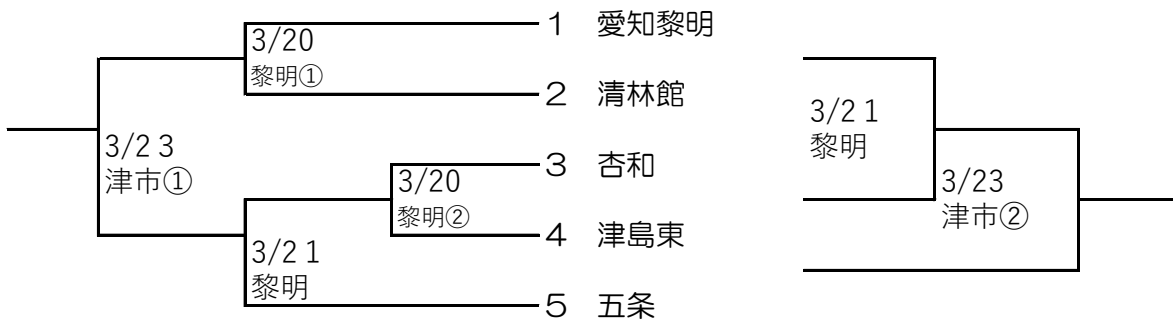 1 愛知黎明
3/20
黎明①
2 清林館
3/2 1
黎明
3/2 3
津市①
3 杏和
3/20
黎明②
3/23
津市②
4 津島東
3/2 1
黎明
5 五条